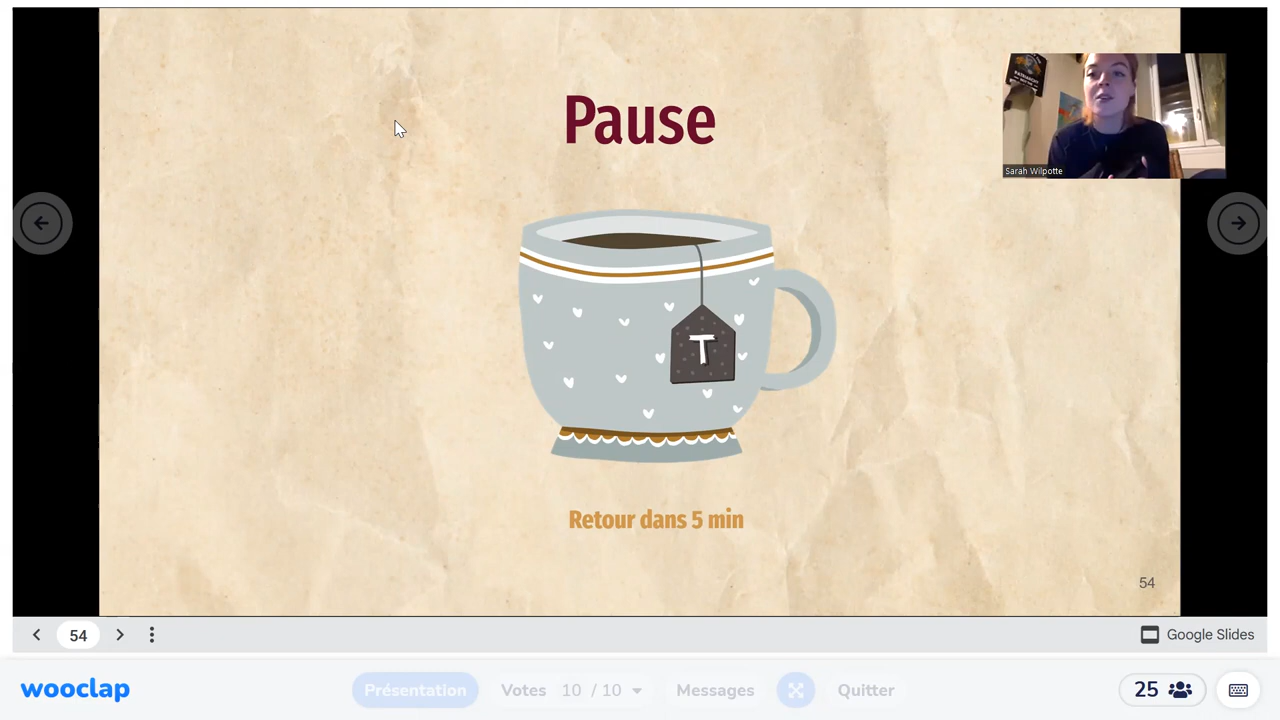 Pause
PATRIARCHY
Sarah Wilpotte
T
Retour dans 5 min
54
54
Google Slides
wooclap
Présentation
Votes 10 / 10
Messages
Quitter
25